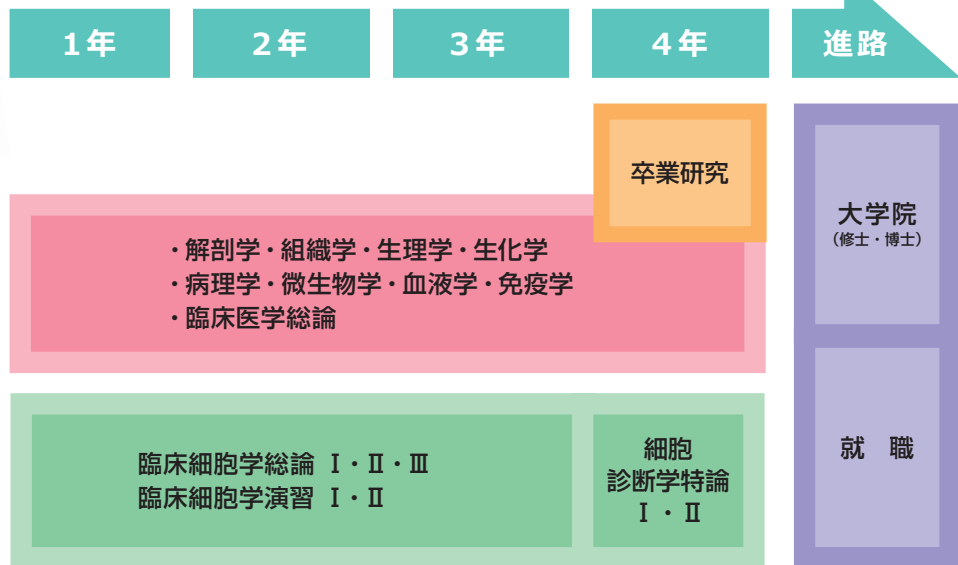 1年 2年 3年 4年 進路
卒業研究
・解剖学・組織学・生理学・生化学
・病理学・微生物学・血液学・免疫学
・臨床医学総論
大学院
（修士・博士）
臨床細胞学総論 Ⅰ・Ⅱ・Ⅲ
臨床細胞学演習 Ⅰ・Ⅱ
細胞
診断学特論
Ⅰ・Ⅱ
就 職